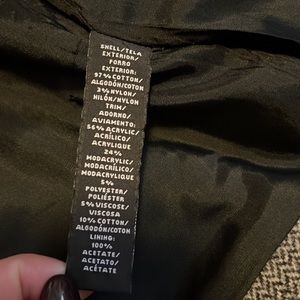 SHELL/TELA
EXTERIOR/
FORRO
EXTERIOR:
97% COTTON/
ALGODÓN/COTON
3% NYLON/
NILÓN/NYLON
TRIM/
ADORNO/
AVIAMENTO:
56% ACRYLIC/
ACRÍLICO/
ACRYLIQUE
24%
MODACRYLIC/
MODACRÍLICO/
MODACRYLIQUE
5%
POLYESTER/
POLIÉSTER
5% VISCOSE/
VISCOSA
10% COTTON/
ALGODÓN/COTON
LINING:
100%
ACETATE/
ACETATO/
ACÉTATE